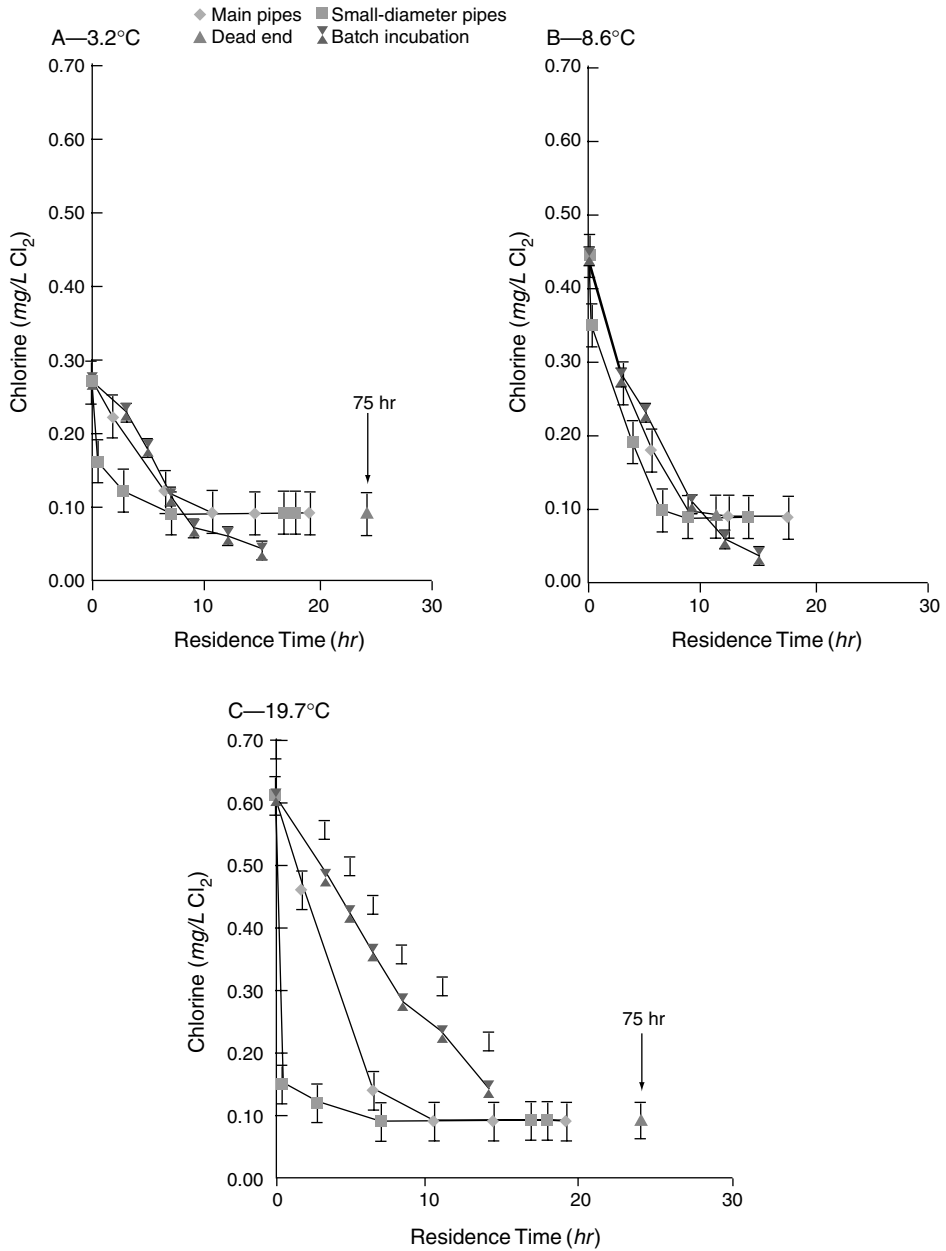 Main pipes Small-diameter pipes
Dead end Batch incubation
A—3.2°C
0.70
0.60
0.50
0.40
0.30
0.20
0.10
0.00
Chlorine (mg/L Cl₂)
75 hr
0 10 20 30
Residence Time (hr)
B—8.6°C
0.70
0.60
0.50
0.40
0.30
0.20
0.10
0.00
Chlorine (mg/L Cl₂)
0 10 20 30
Residence Time (hr)
C—19.7°C
0.70
0.60
0.50
0.40
0.30
0.20
0.10
0.00
Chlorine (mg/L Cl₂)
75 hr
0 10 20 30
Residence Time (hr)